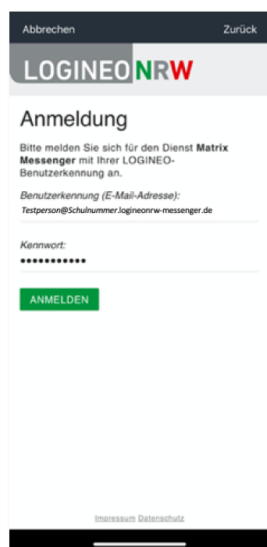 Abbrechen Zurück
LOGINEO NRW
Anmeldung
Bitte melden Sie sich für den Dienst Matrix
Messenger mit Ihrer LOGINEO-
Benutzerkennung an.
Benutzerkennung (E-Mail-Adresse):
Testperson@Schulnummer.logineonrw-messenger.de
Kennwort:
•••••••••••
ANMELDEN
Impressum Datenschutz